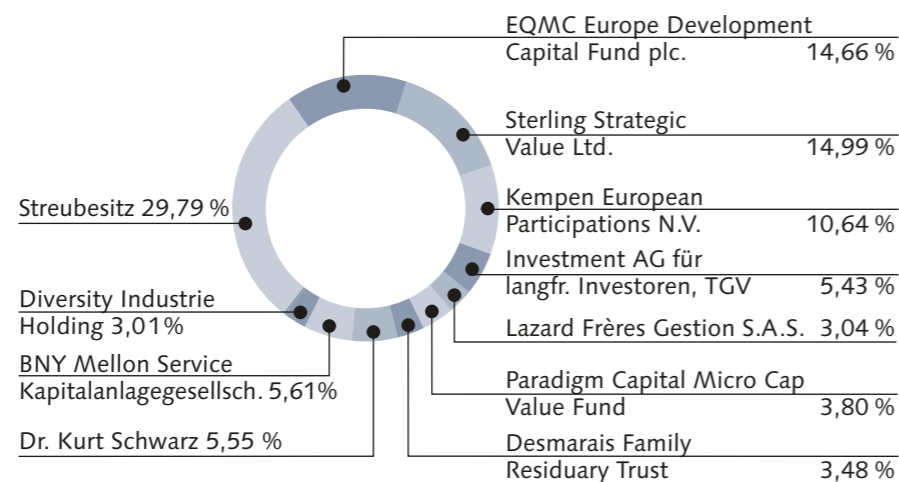 EQMC Europe Development
Capital Fund plc. 14,66 %
Sterling Strategic
Value Ltd. 14,99 %
Kempen European
Participations N.V. 10,64 %
Investment AG für
langfr. Investoren, TGV 5,43 %
Lazard Frères Gestion S.A.S. 3,04 %
Paradigm Capital Micro Cap
Value Fund 3,80 %
Desmarais Family
Residuary Trust 3,48 %
Streubesitz 29,79 %
Diversity Industrie
Holding 3,01%
BNY Mellon Service
Kapitalanlagegesellsch. 5,61%
Dr. Kurt Schwarz 5,55 %